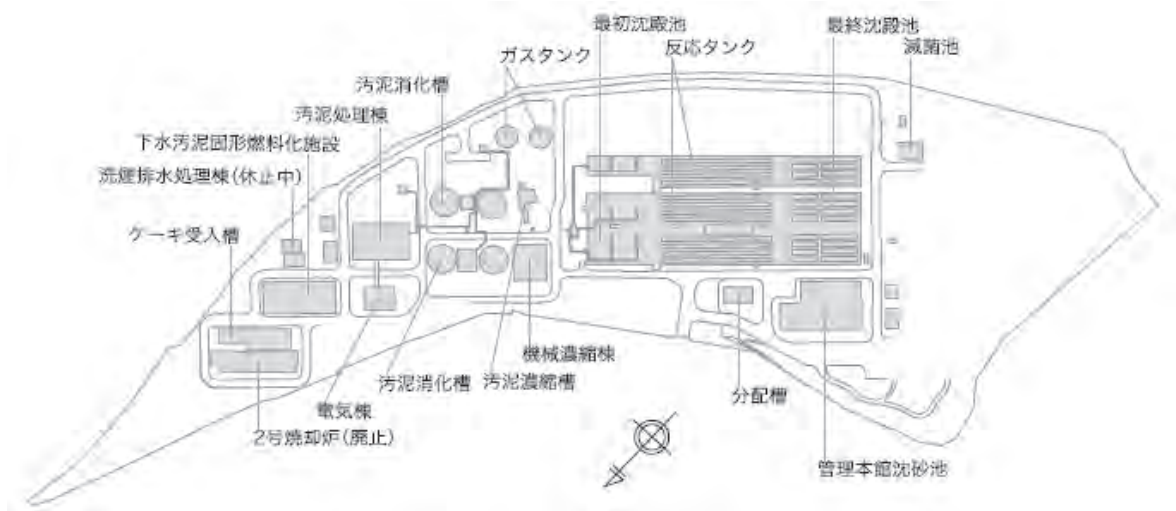 最初沈殿池
最終沈殿池
反応タンク
滅菌池
ガスタンク
汚泥消化槽
汚泥処理棟
下水汚泥固形燃料化施設
洗煙排水処理棟(休止中)
ケーキ受入槽
機械濃縮棟
汚泥消化槽
汚泥濃縮槽
分配槽
電気棟
2号焼却炉(廃止)
管理本館沈砂池